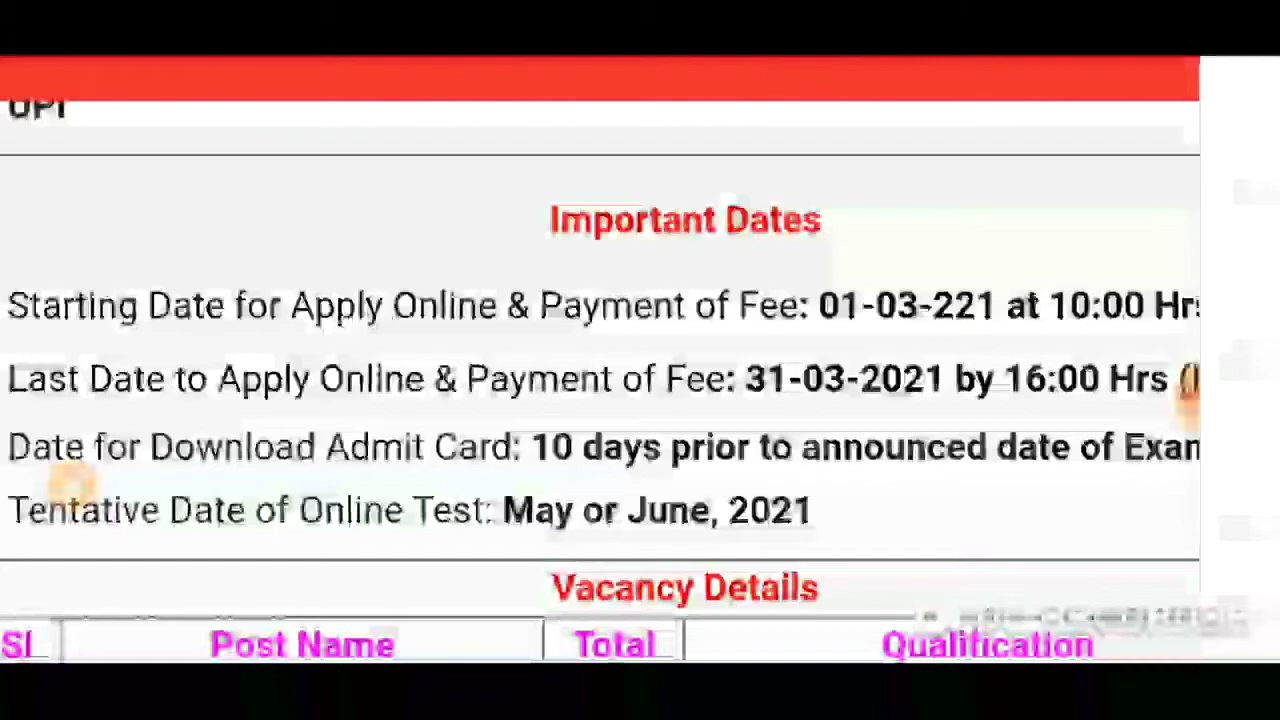 UPI
Important Dates
Starting Date for Apply Online & Payment of Fee: 01-03-221 at 10:00 Hrs
Last Date to Apply Online & Payment of Fee: 31-03-2021 by 16:00 Hrs (
Date for Download Admit Card: 10 days prior to announced date of Exam
Tentative Date of Online Test: May or June, 2021
Vacancy Details
Sl Post Name Total Qualification